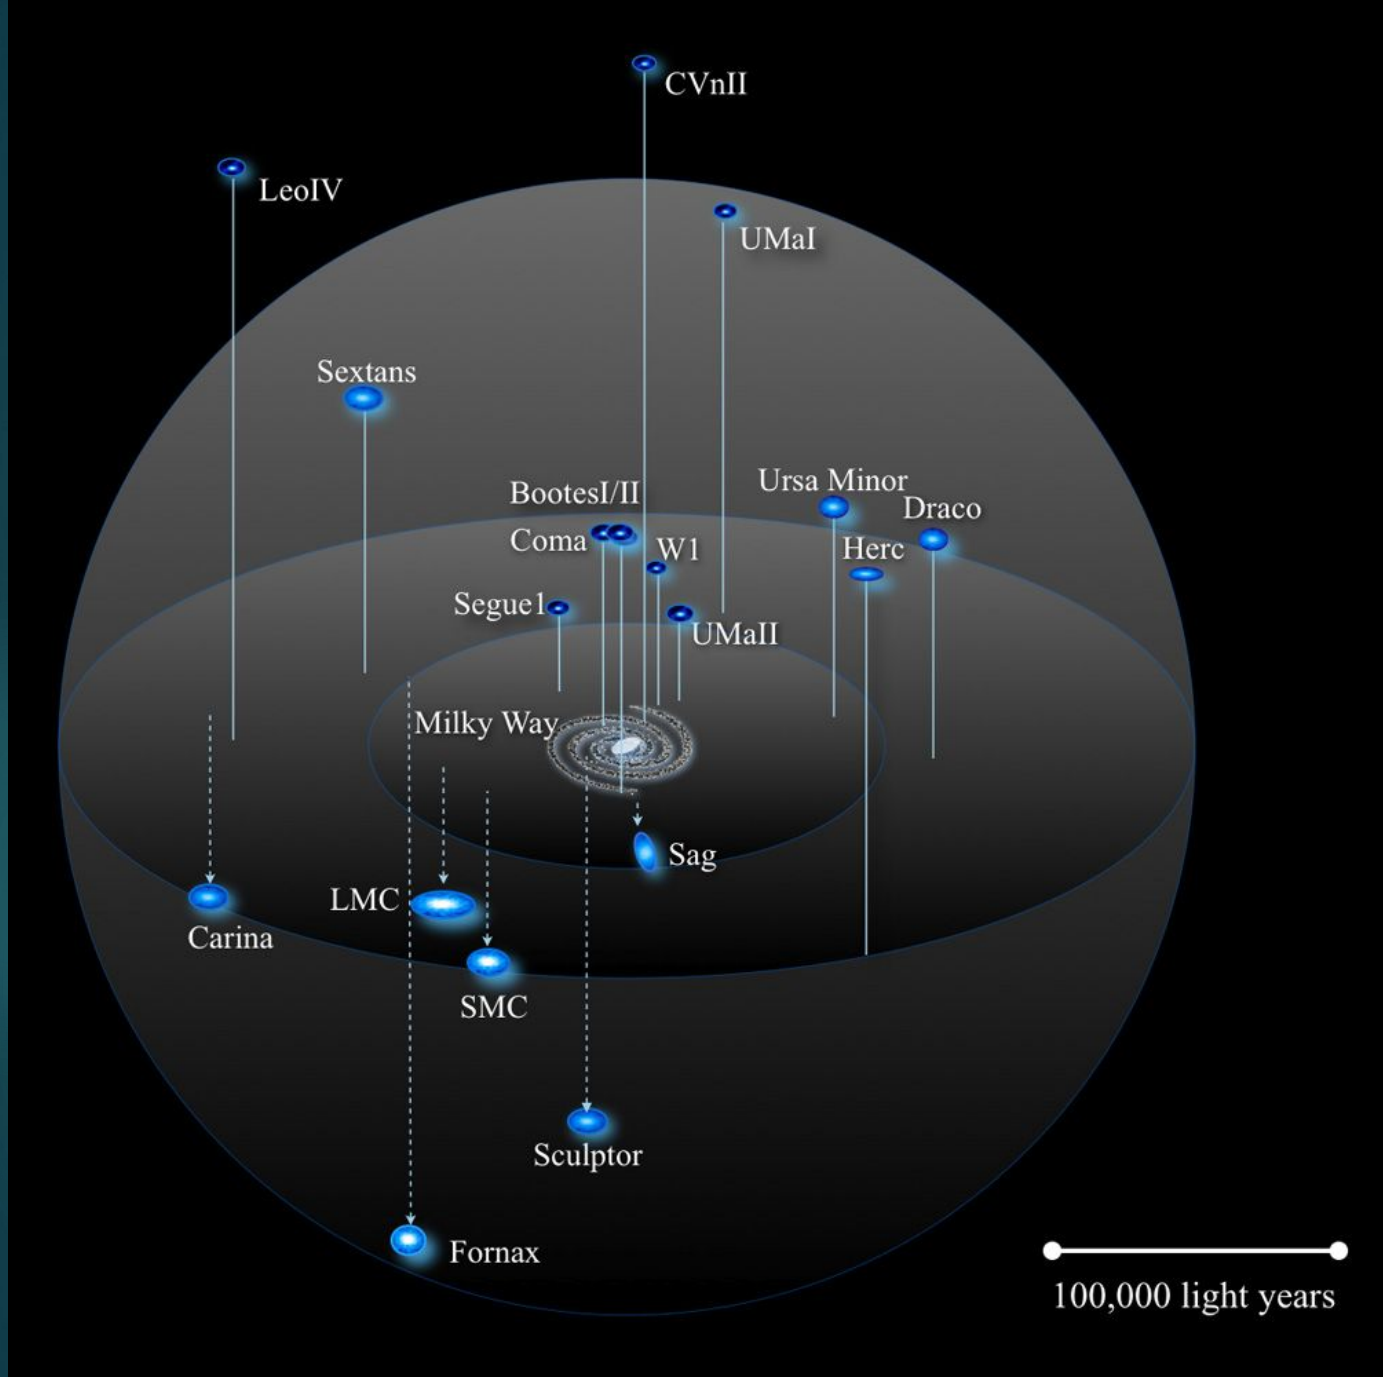 CVnII
LeoIV
UMaI
Sextans
Ursa Minor
BootesI/II
Draco
Coma
W1
Herc
Segue1
UMaII
Milky Way
Sag
LMC
Carina
SMC
Sculptor
Fornax
100,000 light years